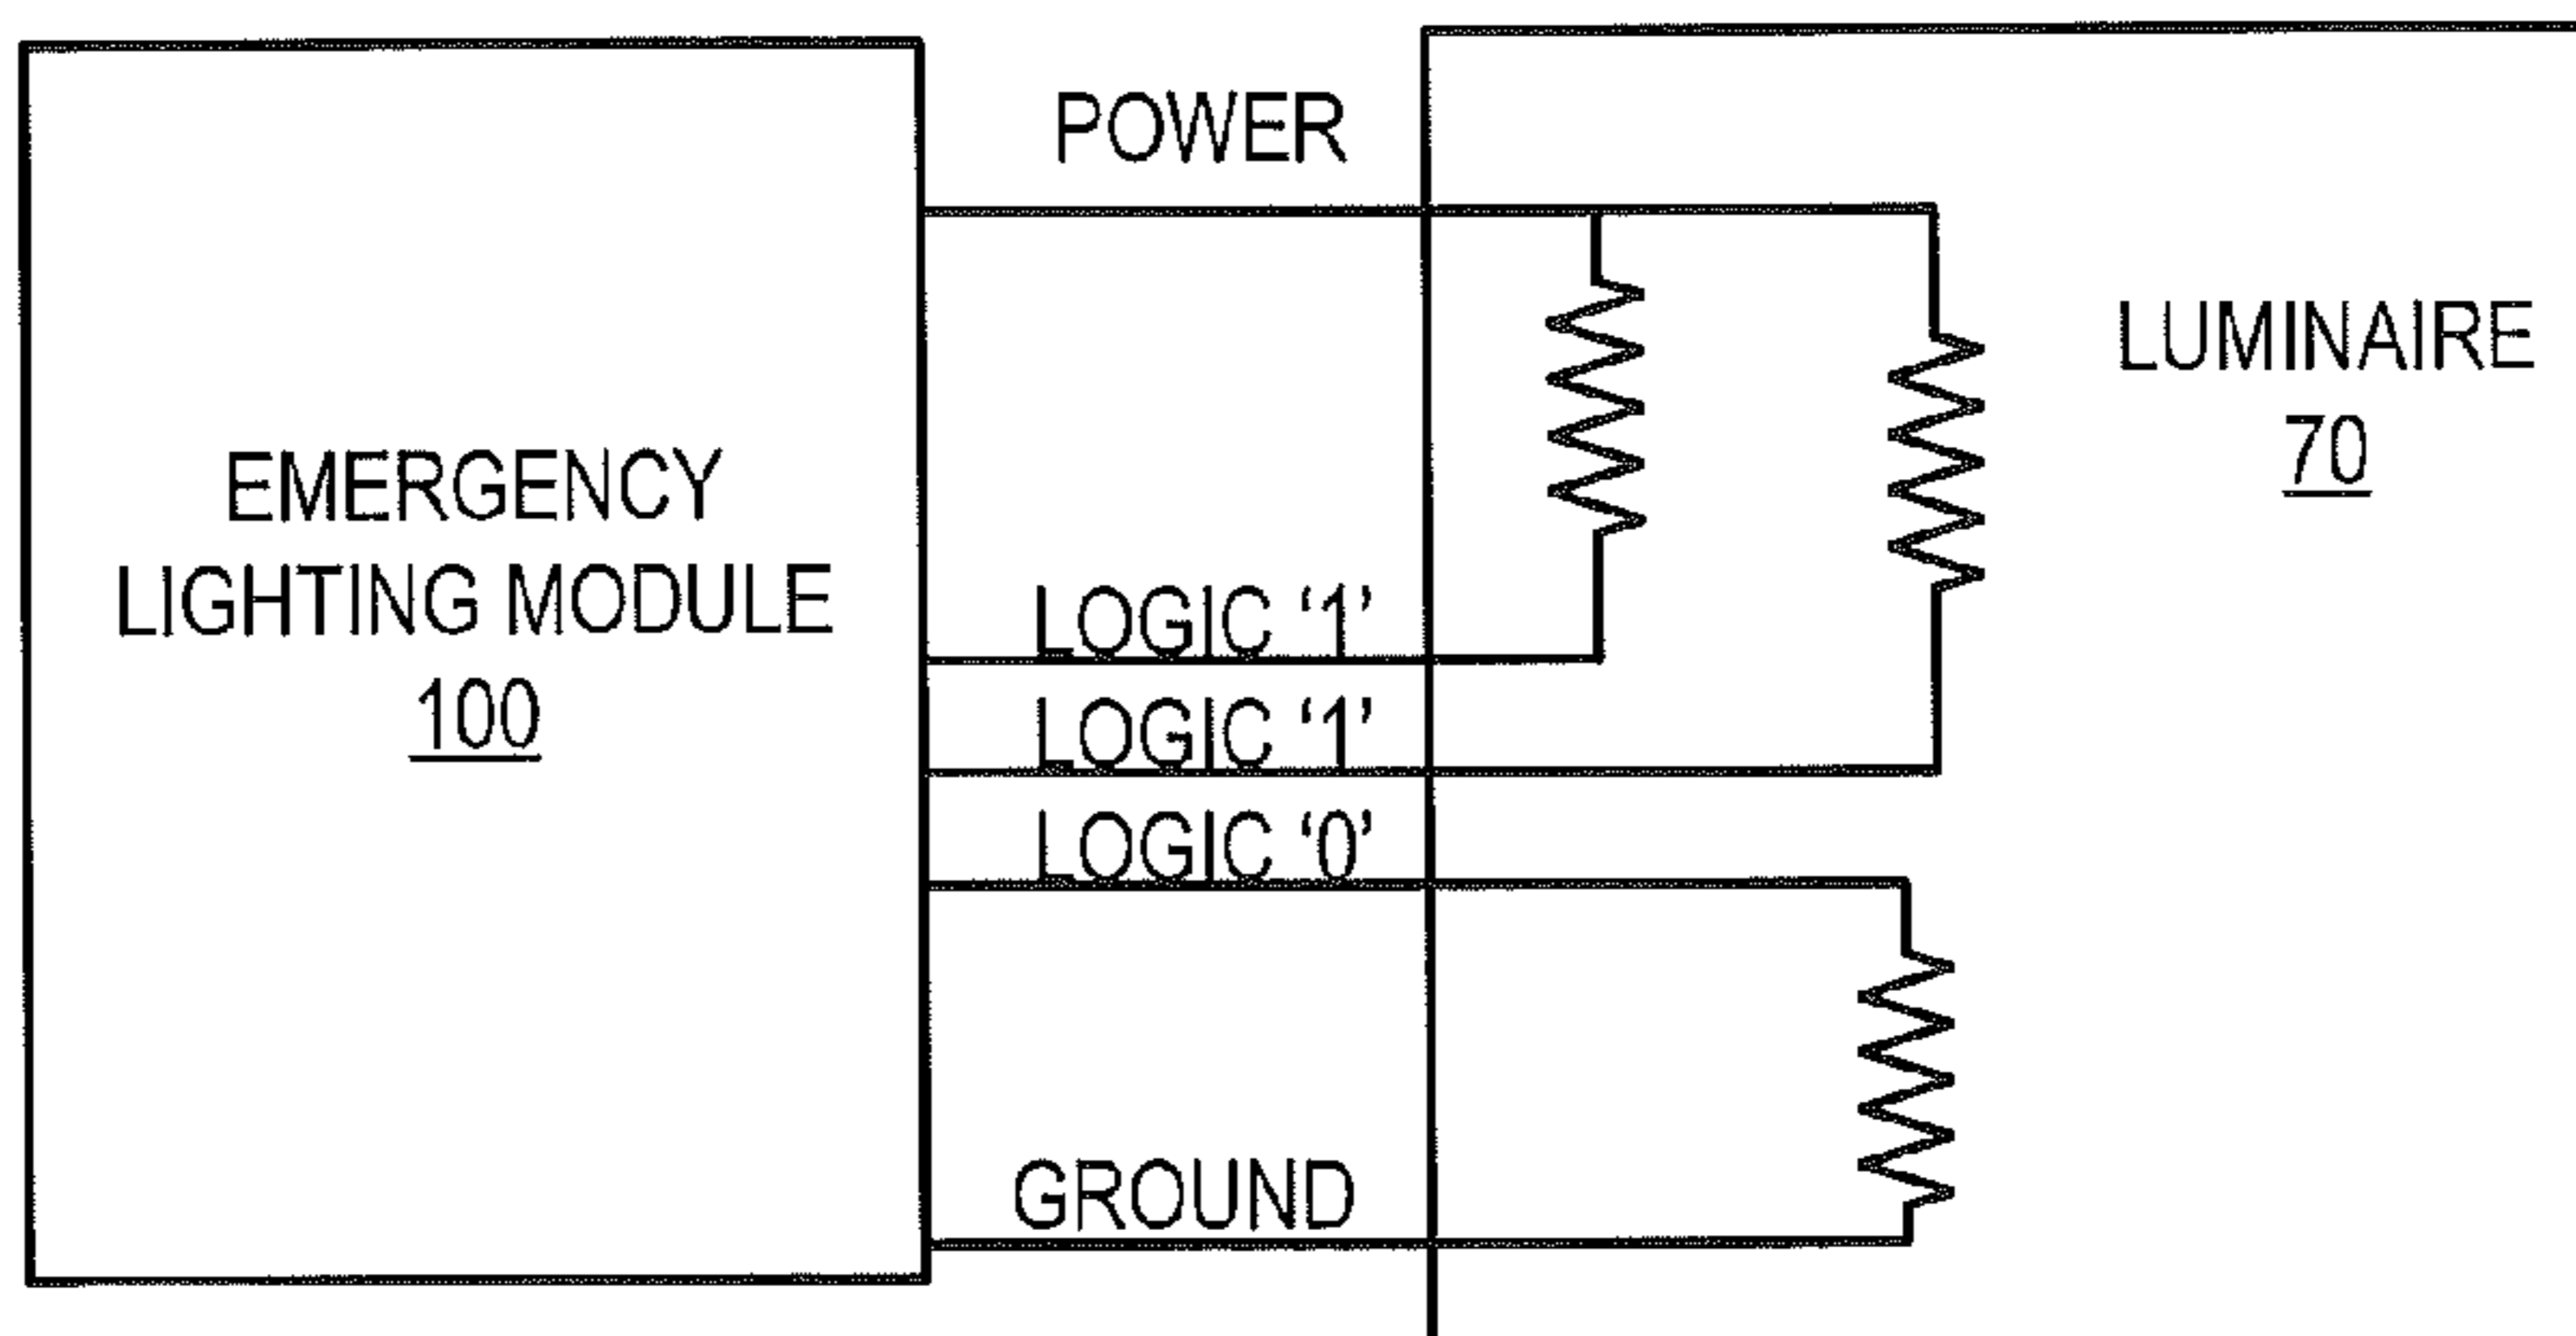 POWER
LUMINAIRE
70
EMERGENCY
LIGHTING MODULE
100
LOGIC ‘1’
LOGIC ‘1’
LOGIC ‘0’
GROUND